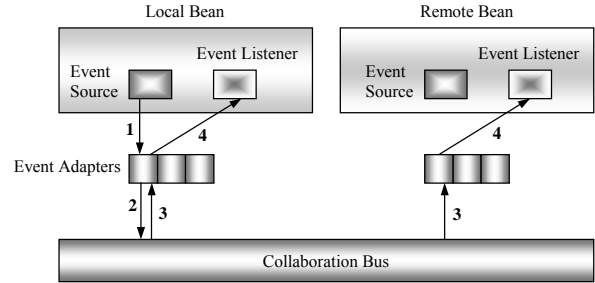 Local Bean
Remote Bean
Event Listener
Event
Source
Event Listener
Event
Source
1
4
4
Event Adapters
2
3
3
Collaboration Bus